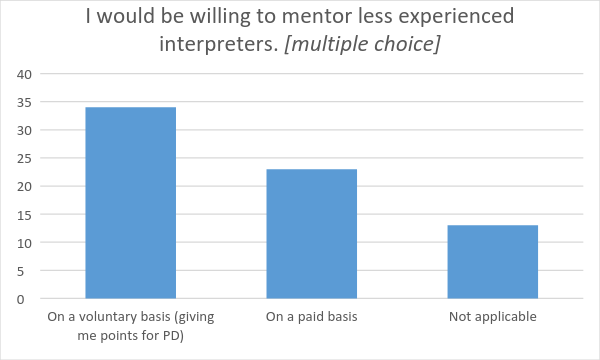 I would be willing to mentor less experienced
interpreters. [multiple choice]
40
35
30
25
20
15
10
5
0
On a voluntary basis (giving
me points for PD)
On a paid basis
Not applicable